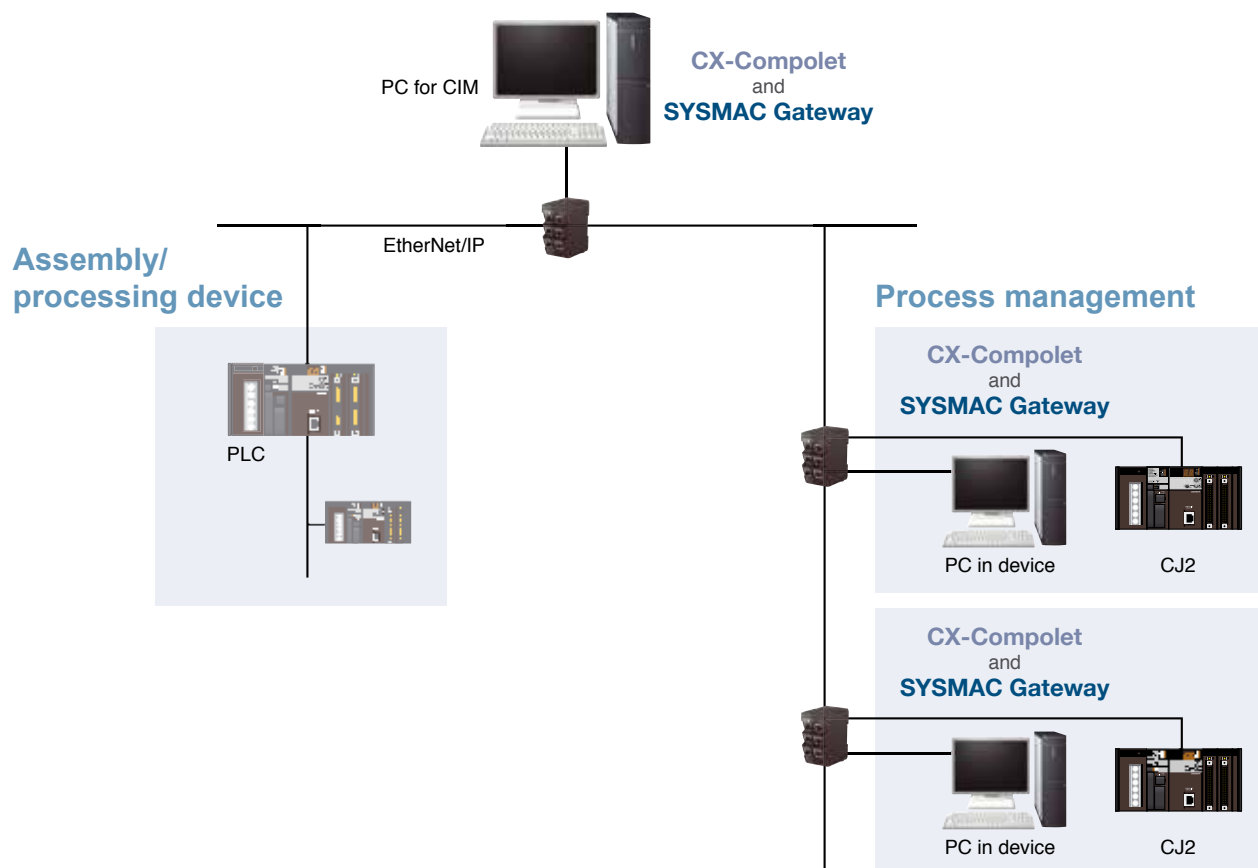 CX-Compolet
and
SYSMAC Gateway
PC for CIM
EtherNet/IP
Assembly/
processing device
PLC
Process management
CX-Compolet
and
SYSMAC Gateway
PC in device
CJ2
CX-Compolet
and
SYSMAC Gateway
PC in device
CJ2